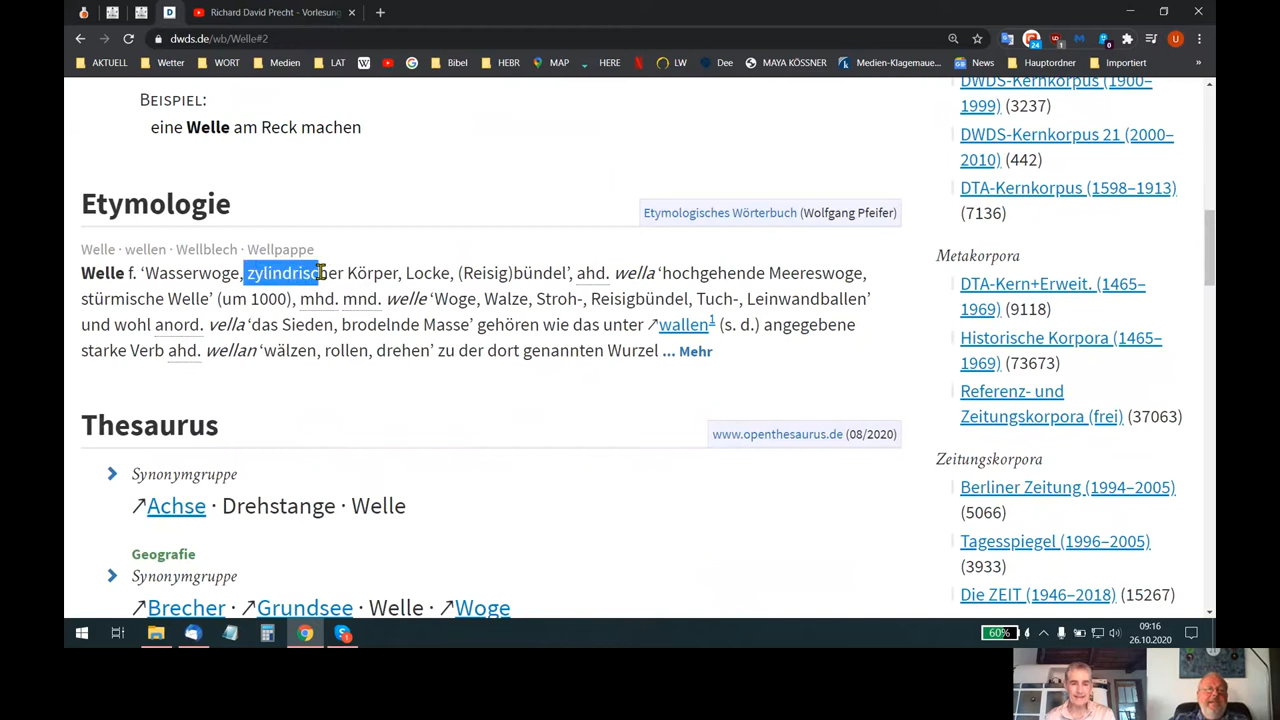 Richard David Precht - Vorlesung
dwds.de/wb/Welle#2
AKTUELL Wetter WORT Medien LAT Bibel HEBR MAP HERE LW Dee MAYA KÖSSNER Medien-Klagemaue... News Hauptordner Importiert »
BEISPIEL:
eine Welle am Reck machen
Etymologie
Etymologisches Wörterbuch (Wolfgang Pfeifer)
Welle · wellen · Wellblech · Wellpappe
Welle f. ‘Wasserwoge, zylindrischer Körper, Locke, (Reisig)bündel’, ahd. wella ‘hochgehende Meereswoge,
stürmische Welle’ (um 1000), mhd. mnd. welle ‘Woge, Walze, Stroh-, Reisigbündel, Tuch-, Leinwandballen’
und wohl anord. vella ‘das Sieden, brodelnde Masse’ gehören wie das unter ↗wallen¹ (s. d.) angegebene
starke Verb ahd. wellan ‘wälzen, rollen, drehen’ zu der dort genannten Wurzel ... Mehr
Thesaurus
www.openthesaurus.de (08/2020)
Synonymgruppe
↗Achse · Drehstange · Welle
Geografie
Synonymgruppe
↗Brecher · ↗Grundsee · Welle · ↗Woge
DWDS-Kernkorpus (1900–
1999) (3237)
DWDS-Kernkorpus 21 (2000–
2010) (442)
DTA-Kernkorpus (1598–1913)
(7136)
Metakorpora
DTA-Kern+Erweit. (1465–
1969) (9118)
Historische Korpora (1465–
1969) (73673)
Referenz- und
Zeitungskorpora (frei) (37063)
Zeitungskorpora
Berliner Zeitung (1994–2005)
(5066)
Tagesspiegel (1996–2005)
(3933)
Die ZEIT (1946–2018) (15267)
60%
09:16
26.10.2020